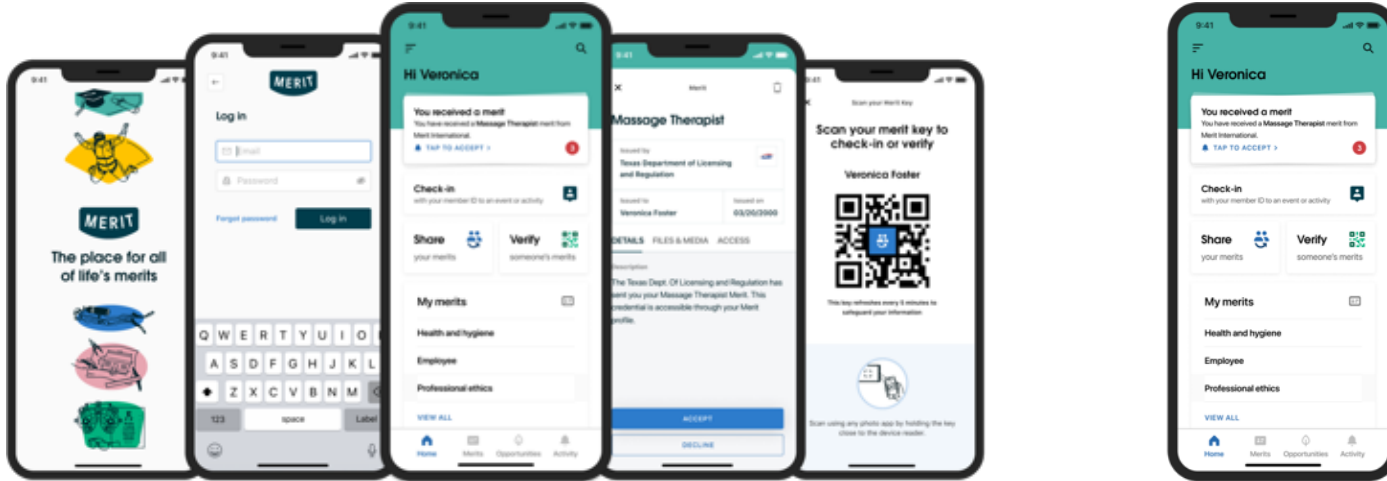 9:41
MERIT
The place for all
of life's merits
9:41
MERIT
Log in
Email
Password
Forgot password
Log in
Q W E R T Y U I O
A S D F G H J K L
Z X C V B N M
123
space
Label
9:41
Hi Veronica
You received a merit
You have received a Massage Therapist merit from
Merit International.
TAP TO ACCEPT >
3
Check-in
with your member ID to an event or activity
Share
your merits
Verify
someone's merits
My merits
Health and hygiene
Employee
Professional ethics
VIEW ALL
Home Merits Opportunities Activity
9:41
Merit
Massage Therapist
Issued by
Texas Department of Licensing
and Regulation
Issued to
Veronica Foster
Issued on
03/20/2000
DETAILS FILES & MEDIA ACCESS
Description
The Texas Dept. Of Licensing and Regulation has
sent you your Massage Therapist Merit. This
credential is accessible through your Merit
profile.
ACCEPT
DECLINE
9:41
Scan your Merit Key
Scan your merit key to
check-in or verify
Veronica Foster
This key refreshes every 5 minutes to
safeguard your information
Scan using any photo app by holding the key
close to the device reader.
9:41
Hi Veronica
You received a merit
You have received a Massage Therapist merit from
Merit International.
TAP TO ACCEPT >
3
Check-in
with your member ID to an event or activity
Share
your merits
Verify
someone's merits
My merits
Health and hygiene
Employee
Professional ethics
VIEW ALL
Home Merits Opportunities Activity